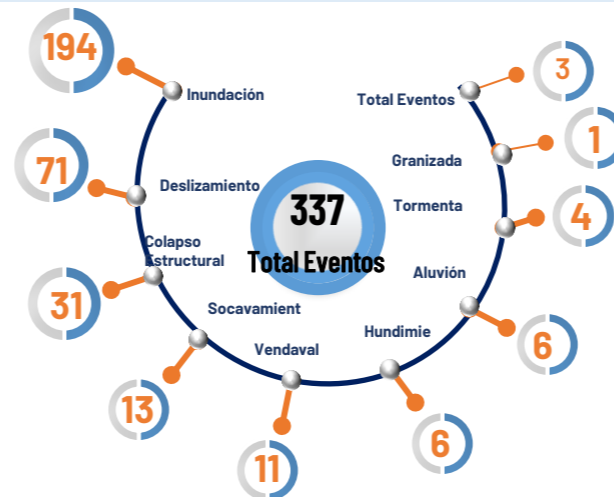 194
Inundación
71
Deslizamiento
Colapso
Estructural
31
Socavamient
13
Vendaval
11
337
Total Eventos
Total Eventos
3
Granizada
1
Tormenta
4
Aluvión
6
Hundimie
6